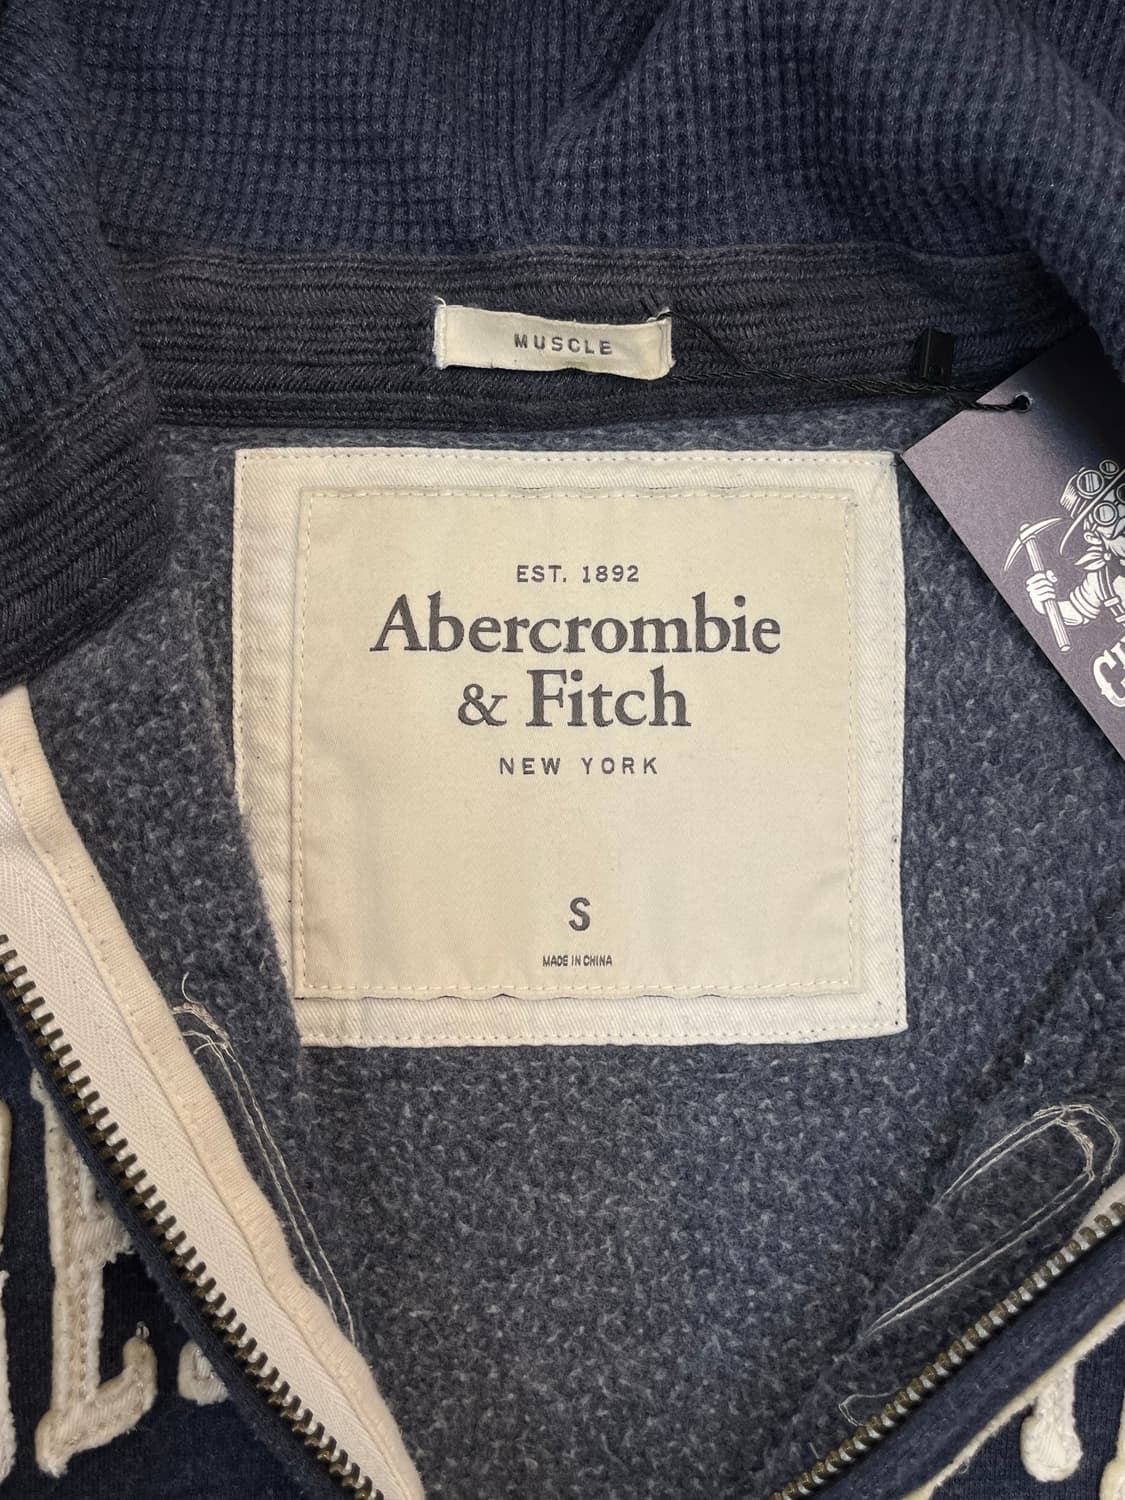 MUSCLE
EST. 1892
Abercrombie
& Fitch
NEW YORK
S
MADE IN CHINA